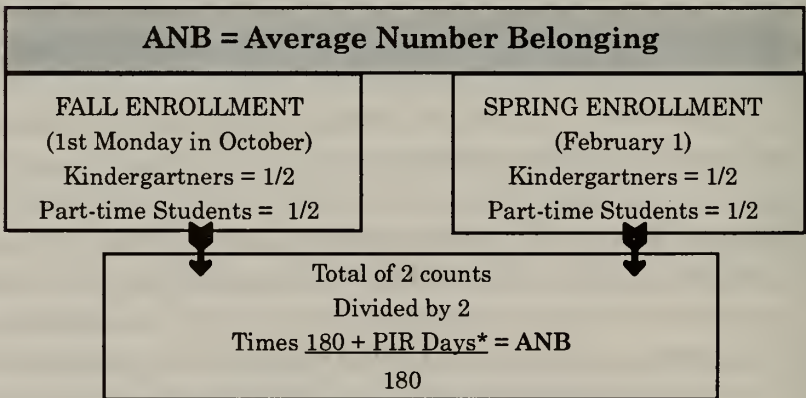 ANB = Average Number Belonging
FALL ENROLLMENT
(1st Monday in October)
Kindergartners = 1/2
Part-time Students = 1/2
SPRING ENROLLMENT
(February 1)
Kindergartners = 1/2
Part-time Students = 1/2
Total of 2 counts
Divided by 2
Times 180 + PIR Days* = ANB
180